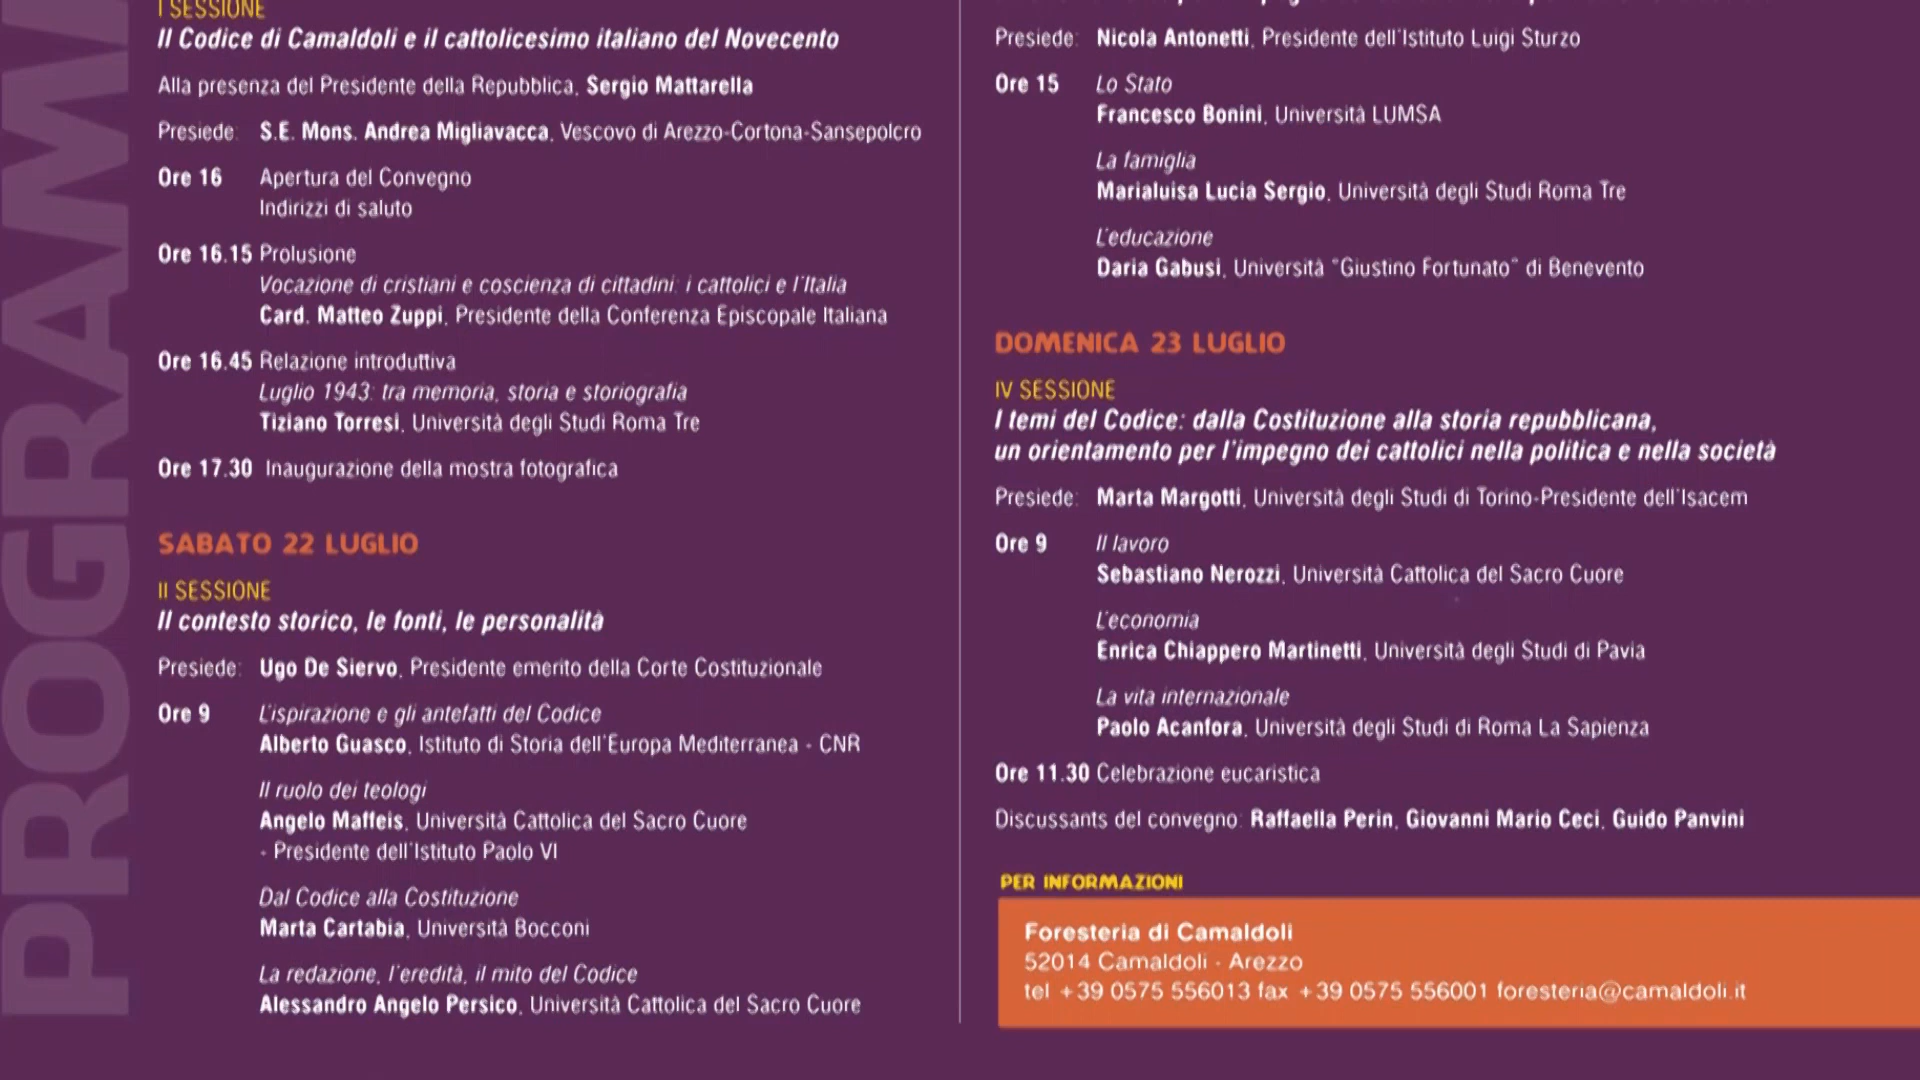 PROGRAM
I SESSIONE
Il Codice di Camaldoli e il cattolicesimo italiano del Novecento
Alla presenza del Presidente della Repubblica, Sergio Mattarella
Presiede: S.E. Mons. Andrea Migliavacca, Vescovo di Arezzo-Cortona-Sansepolcro
Ore 16 Apertura del Convegno
Indirizzi di saluto
Ore 16.15 Prolusione
Vocazione di cristiani e coscienza di cittadini: i cattolici e l'Italia
Card. Matteo Zuppi, Presidente della Conferenza Episcopale Italiana
Ore 16.45 Relazione introduttiva
Luglio 1943: tra memoria, storia e storiografia
Tiziano Torresi, Università degli Studi Roma Tre
Ore 17.30 Inaugurazione della mostra fotografica
SABATO 22 LUGLIO
II SESSIONE
Il contesto storico, le fonti, le personalità
Presiede: Ugo De Siervo, Presidente emerito della Corte Costituzionale
Ore 9 L'ispirazione e gli antefatti del Codice
Alberto Guasco, Istituto di Storia dell'Europa Mediterranea - CNR
Il ruolo dei teologi
Angelo Maffeis, Università Cattolica del Sacro Cuore
- Presidente dell'Istituto Paolo VI
Dal Codice alla Costituzione
Marta Cartabia, Università Bocconi
La redazione, l'eredità, il mito del Codice
Alessandro Angelo Persico, Università Cattolica del Sacro Cuore
Presiede: Nicola Antonetti, Presidente dell'Istituto Luigi Sturzo
Ore 15 Lo Stato
Francesco Bonini, Università LUMSA
La famiglia
Marialuisa Lucia Sergio, Università degli Studi Roma Tre
L'educazione
Daria Gabusi, Università "Giustino Fortunato" di Benevento
DOMENICA 23 LUGLIO
IV SESSIONE
I temi del Codice: dalla Costituzione alla storia repubblicana,
un orientamento per l'impegno dei cattolici nella politica e nella società
Presiede: Marta Margotti, Università degli Studi di Torino-Presidente dell'Isacem
Ore 9 Il lavoro
Sebastiano Nerozzi, Università Cattolica del Sacro Cuore
L'economia
Enrica Chiappero Martinetti, Università degli Studi di Pavia
La vita internazionale
Paolo Acanfora, Università degli Studi di Roma La Sapienza
Ore 11.30 Celebrazione eucaristica
Discussants del convegno: Raffaella Perin, Giovanni Mario Ceci, Guido Panvini
PER INFORMAZIONI
Foresteria di Camaldoli
52014 Camaldoli - Arezzo
tel +39 0575 556013 fax +39 0575 556001 foresteria@camaldoli.it